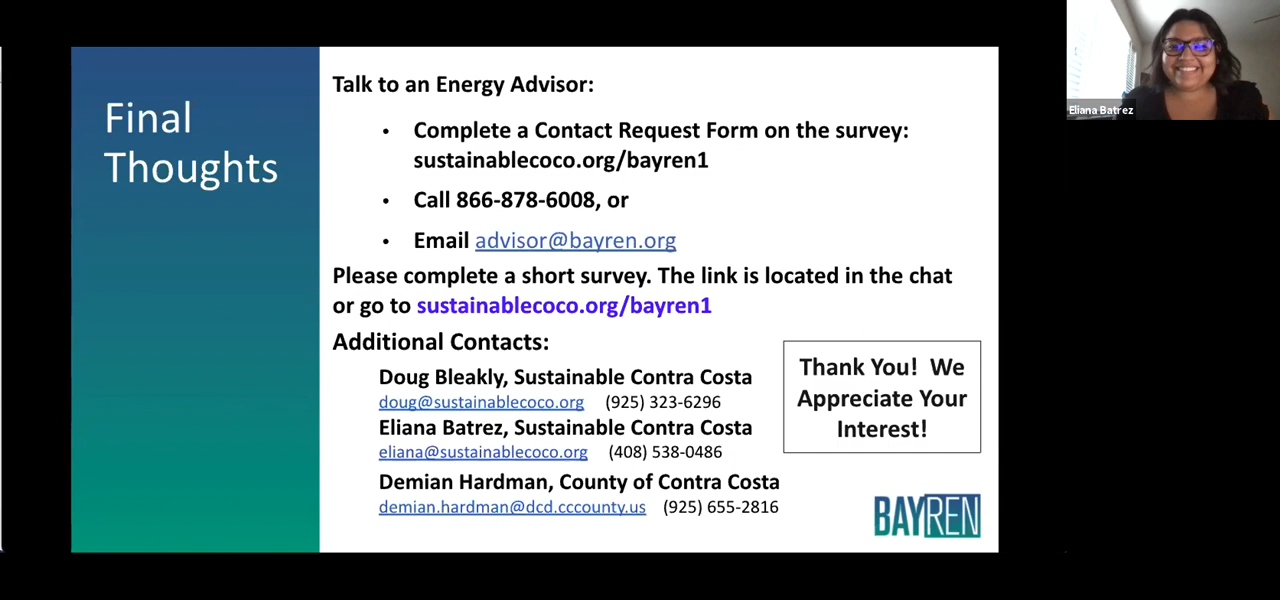 Final
Thoughts
Talk to an Energy Advisor:
• Complete a Contact Request Form on the survey:
sustainablecoco.org/bayren1
• Call 866-878-6008, or
• Email advisor@bayren.org
Please complete a short survey. The link is located in the chat
or go to sustainablecoco.org/bayren1
Additional Contacts:
Doug Bleakly, Sustainable Contra Costa
doug@sustainablecoco.org (925) 323-6296
Eliana Batrez, Sustainable Contra Costa
eliana@sustainablecoco.org (408) 538-0486
Demian Hardman, County of Contra Costa
demian.hardman@dcd.cccounty.us (925) 655-2816
Thank You! We
Appreciate Your
Interest!
BAYREN
Eliana Batrez